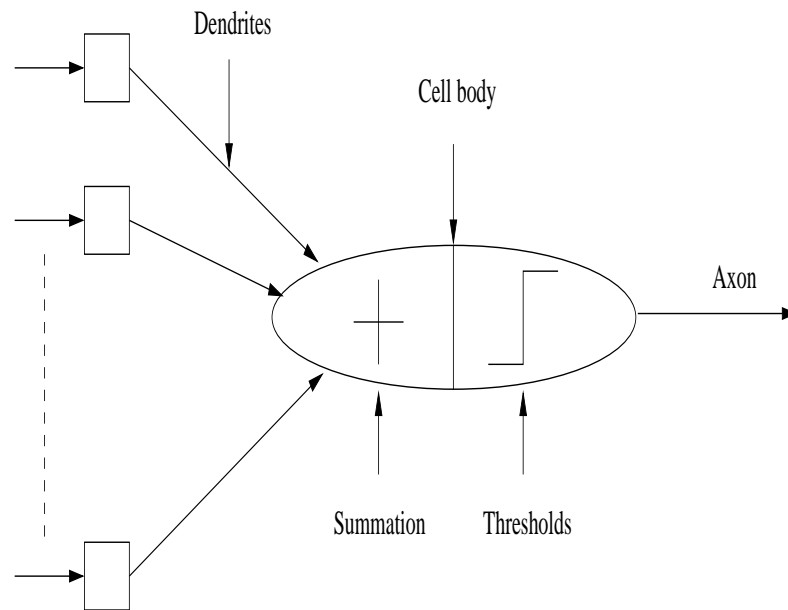 Dendrites
Cell body
Axon
Summation
Thresholds